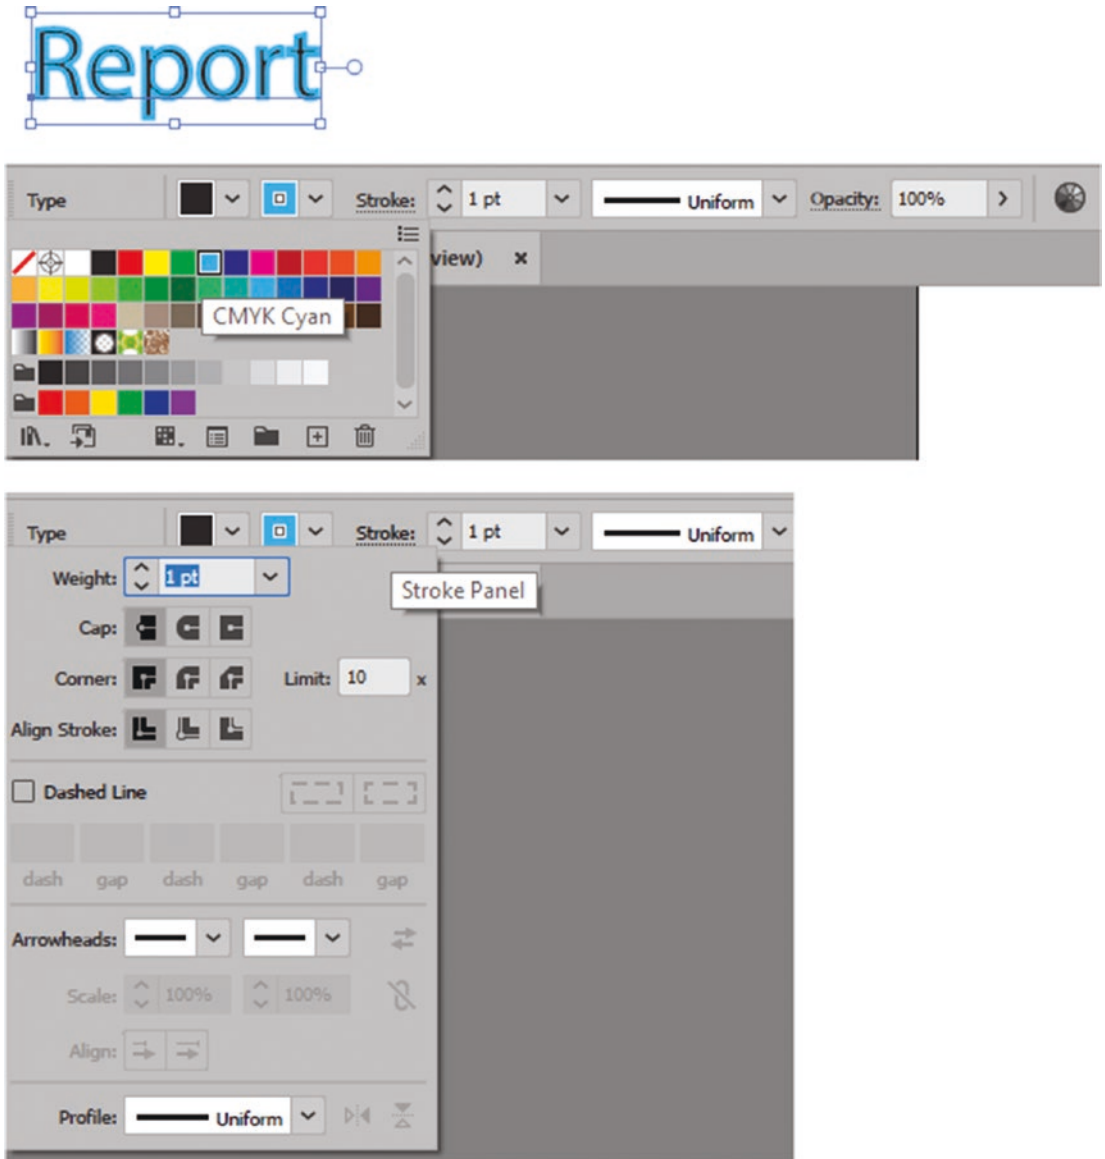 Report
Type Stroke: 1 pt Uniform Opacity: 100%
view) ×
CMYK Cyan
Type Stroke: 1 pt Uniform
Weight: 1 pt
Stroke Panel
Cap:
Corner: Limit: 10 x
Align Stroke:
Dashed Line
dash gap dash gap dash gap
Arrowheads:
Scale: 100% 100%
Align:
Profile: Uniform